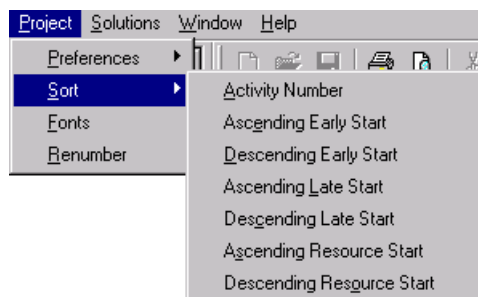 Project Solutions Window Help
Preferences
Sort
Fonts
Renumber
Activity Number
Ascending Early Start
Descending Early Start
Ascending Late Start
Descending Late Start
Ascending Resource Start
Descending Resource Start